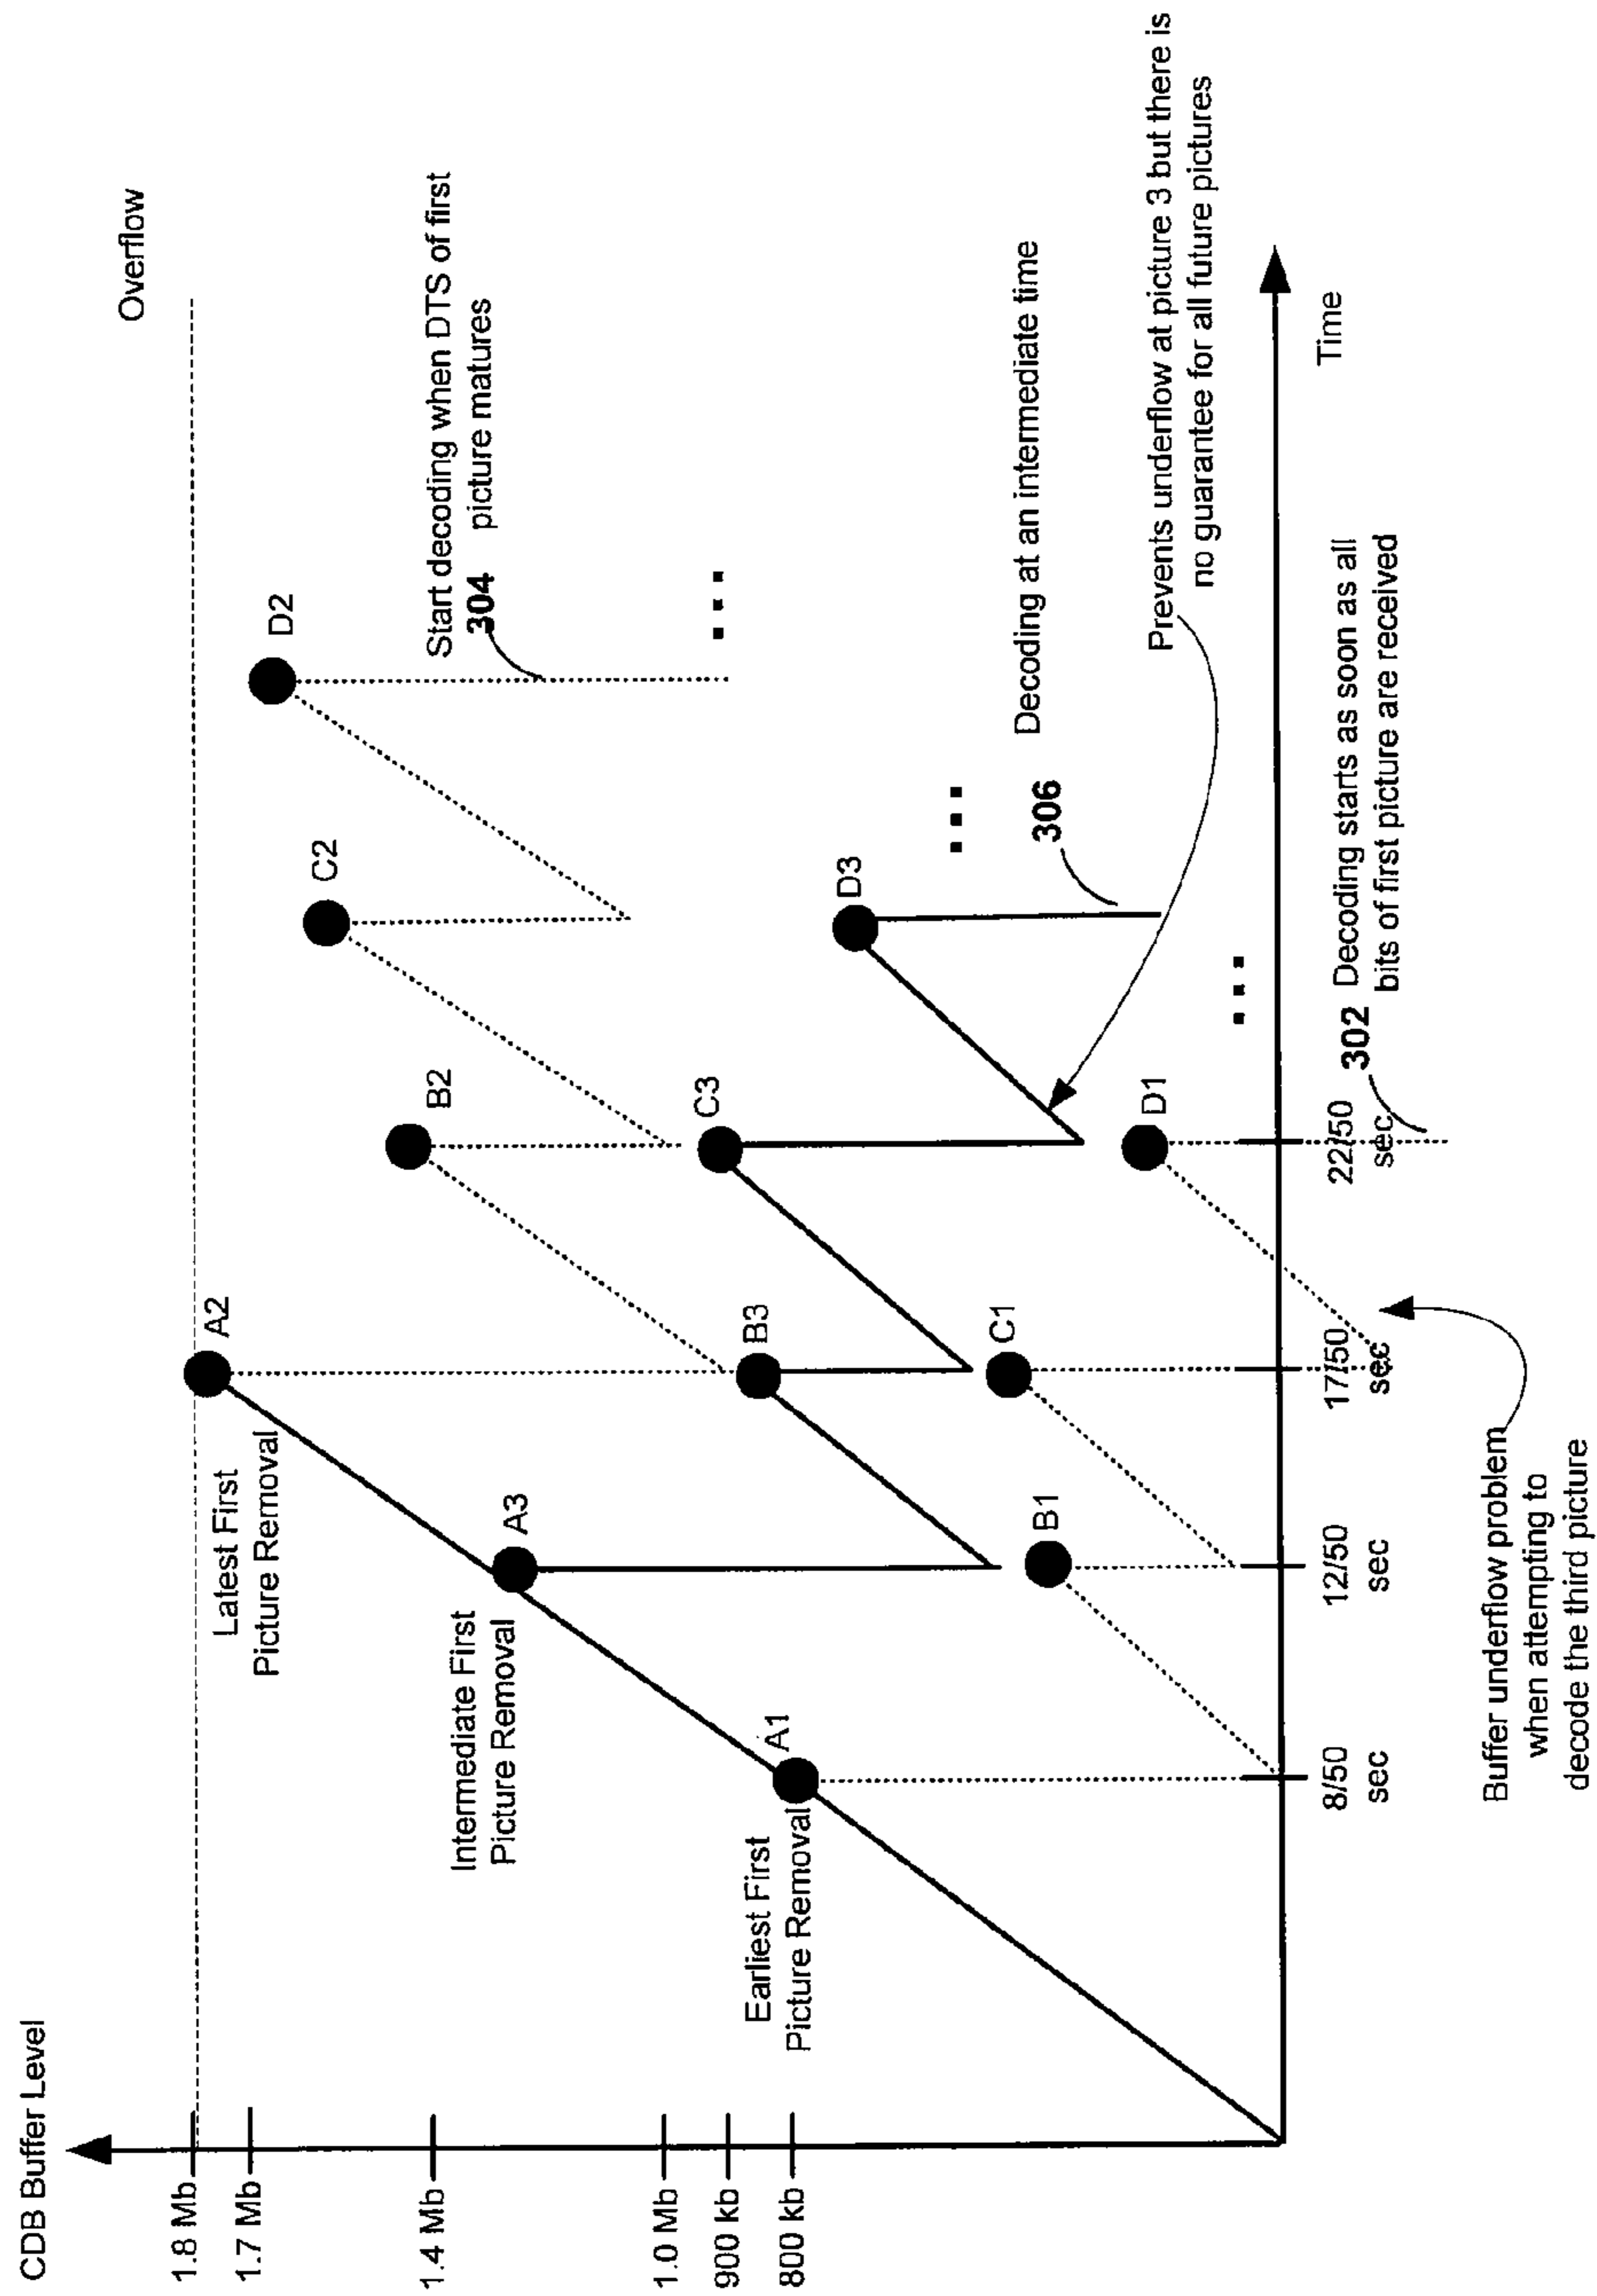 CDB Buffer Level
Overflow
1.8 Mb
1.7 Mb
1.4 Mb
1.0 Mb
900 kb
800 kb
Latest First
Picture Removal
A2
D2
C2
B2
Start decoding when DTS of first
304 picture matures
...
Intermediate First
Picture Removal
A3
B3
C3
D3
...
306
Decoding at an intermediate time
Earliest First
Picture Removal
A1
B1
C1
D1
...
Prevents underflow at picture 3 but there is
no guarantee for all future pictures
Time
8/50
sec
12/50
sec
17/50
sec
22/50
sec
302 Decoding starts as soon as all
bits of first picture are received
Buffer underflow problem
when attempting to
decode the third picture